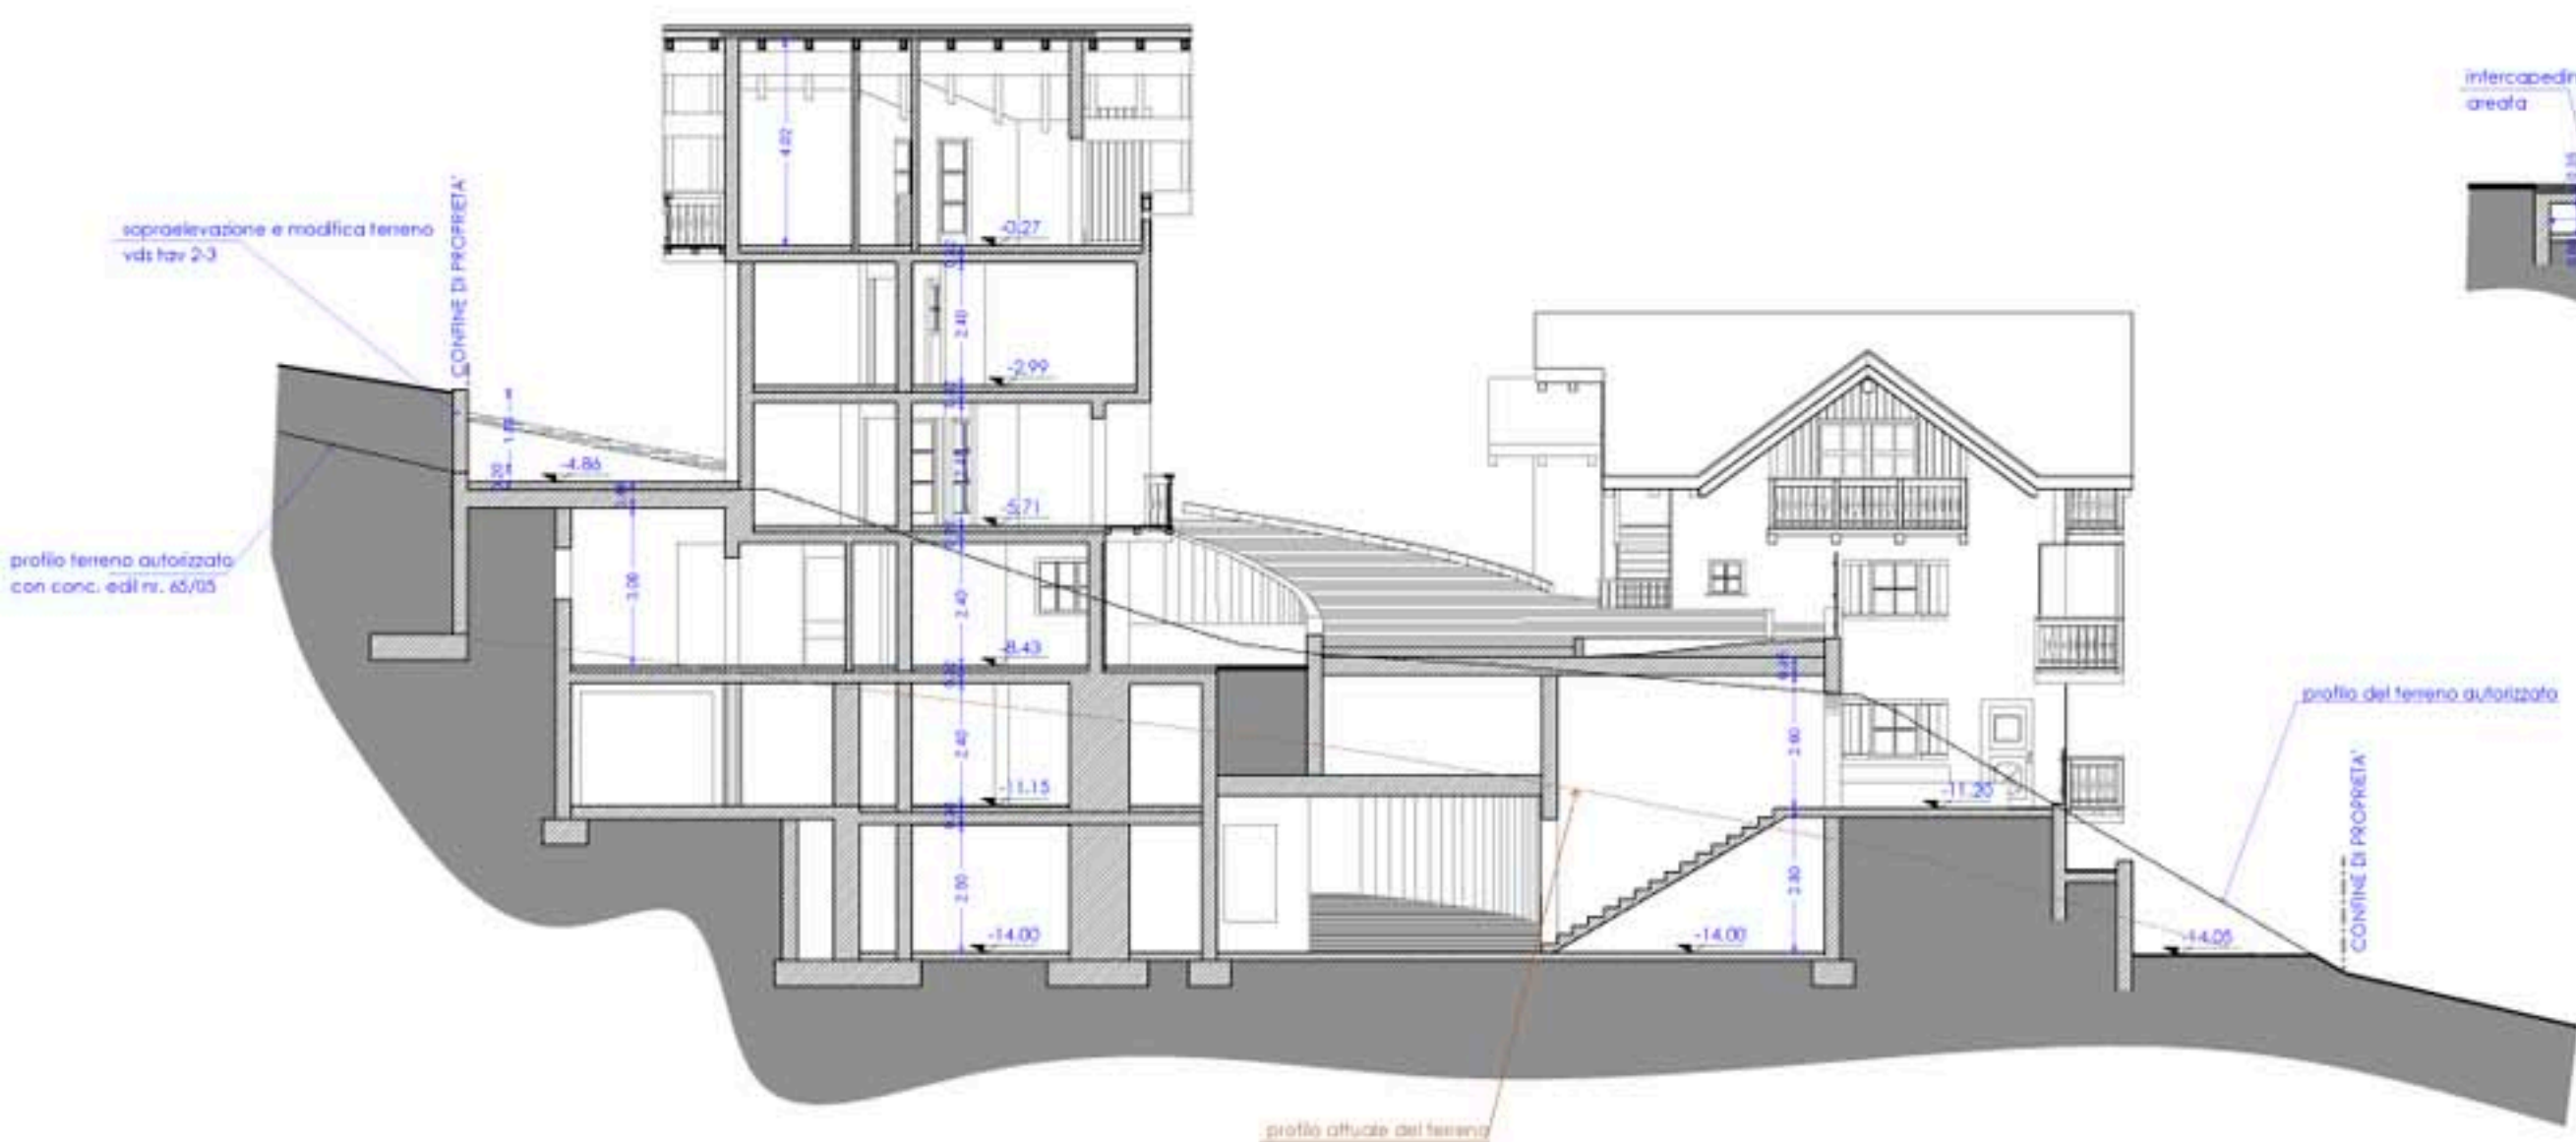 intercapedin
areata
4.02
CONFINE DI PROPRIETA'
sopraelevazione e modifica terreno
vds tav 2-3
-0.27
2.40
-2.99
-4.86
-5.71
profilo terreno autorizzato
con conc. edil nr. 65/05
3.00
2.40
-8.43
profilo del terreno autorizzato
2.40
2.60
-11.15
-11.20
CONFINE DI PROPRIETA'
2.80
2.80
-14.00
-14.00
-14.05
profilo attuale del terreno